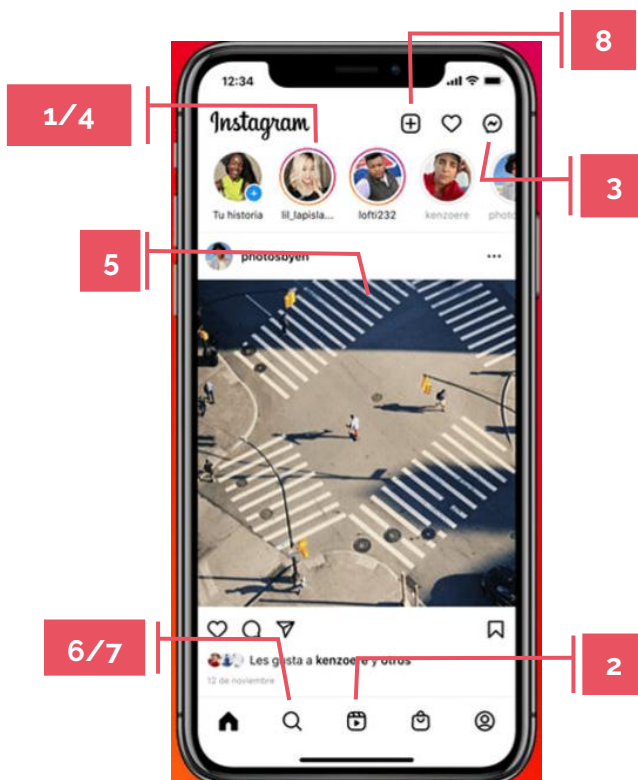 8
12:34
1/4
Instagram
3
Tu historia lil_lapisla... lofti232 kenzoere photos
5
photosbyen
6/7
Les gusta a kenzoere y otros
2
12 de noviembre